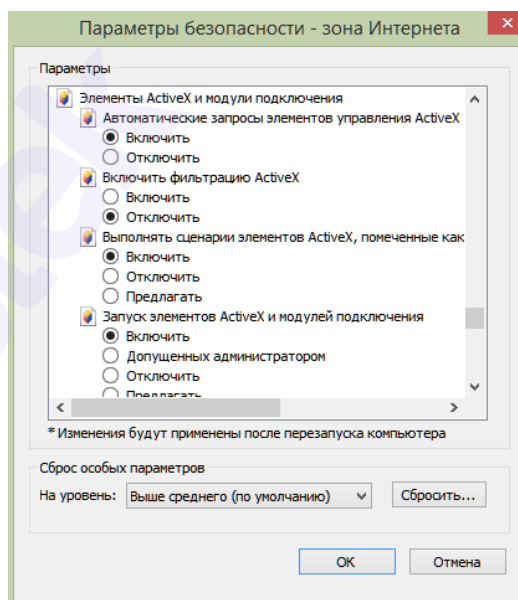 Параметры безопасности - зона Интернета
Параметры
Элементы ActiveX и модули подключения
Автоматические запросы элементов управления ActiveX
Включить
Отключить
Включить фильтрацию ActiveX
Включить
Отключить
Выполнять сценарии элементов ActiveX, помеченные как
Включить
Отключить
Предлагать
Запуск элементов ActiveX и модулей подключения
Включить
Допущенных администратором
Отключить
Предлагать
* Изменения будут применены после перезапуска компьютера
Сброс особых параметров
На уровень: Выше среднего (по умолчанию) Сбросить...
ОК Отмена